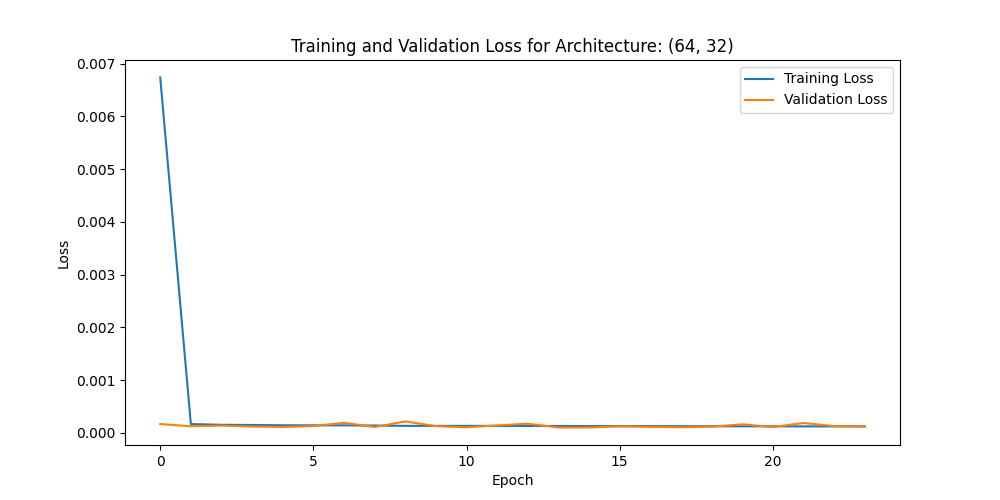 Training and Validation Loss for Architecture: (64, 32)
Training Loss
Validation Loss
0.007
0.006
0.005
0.004
0.003
0.002
0.001
0.000
Loss
0
5
10
15
20
Epoch